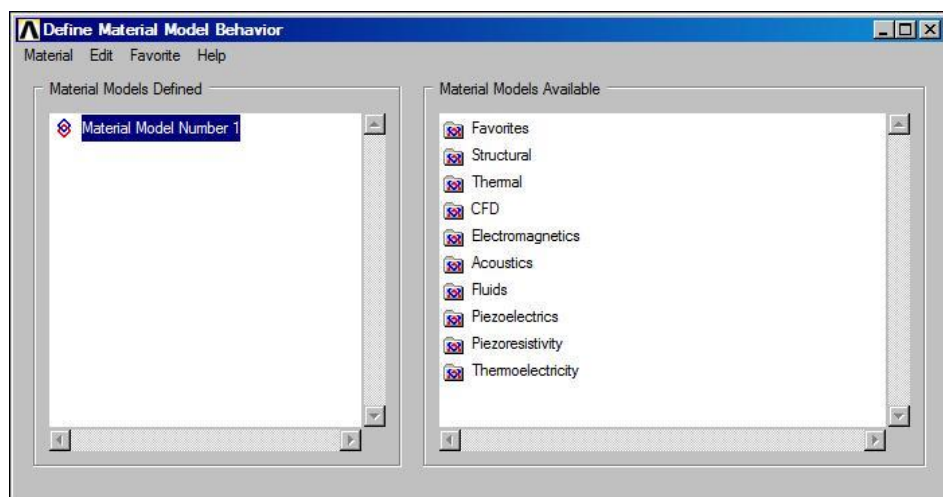 Define Material Model Behavior
Material Edit Favorite Help
Material Models Defined
Material Model Number 1
Material Models Available
Favorites
Structural
Thermal
CFD
Electromagnetics
Acoustics
Fluids
Piezoelectrics
Piezoresistivity
Thermoelectricity